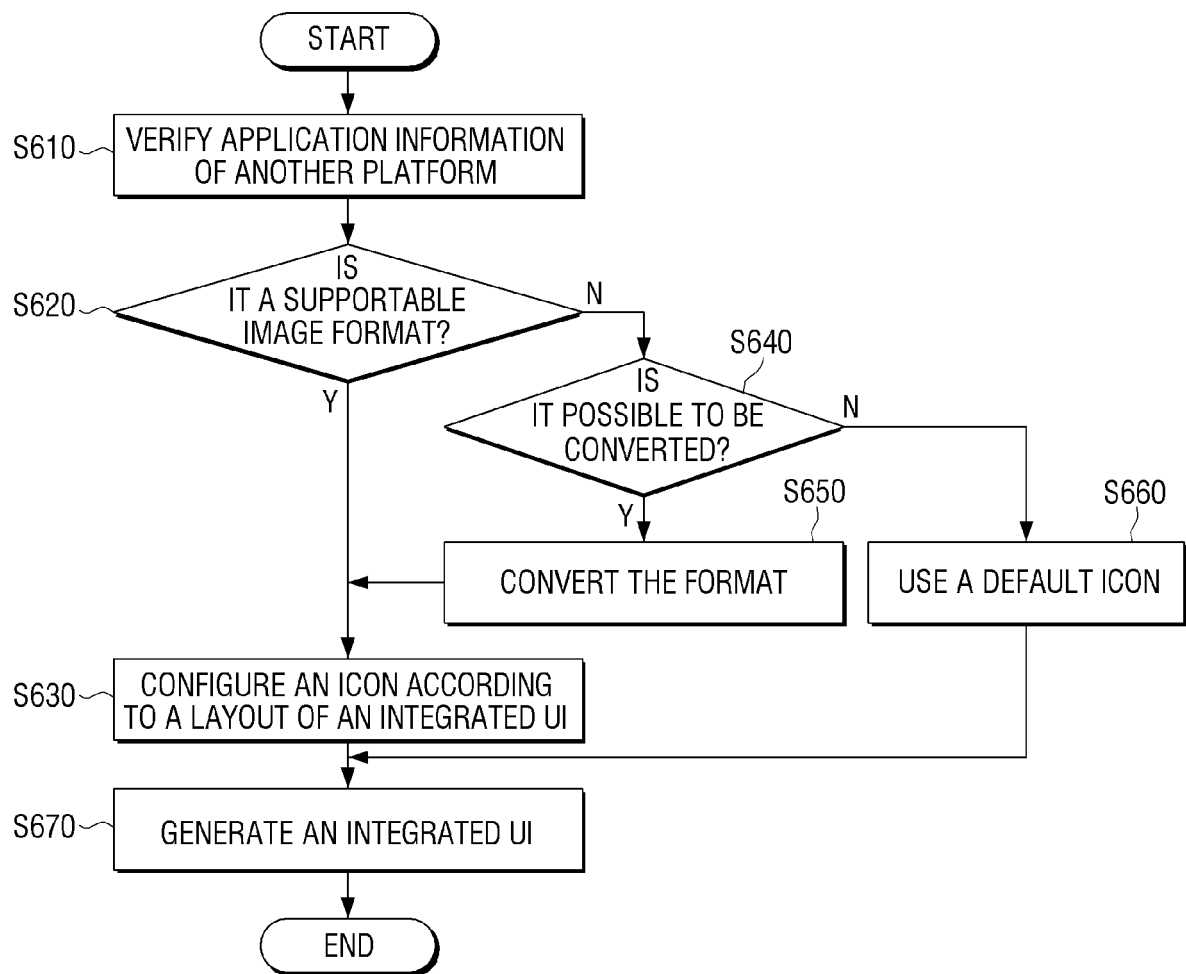 START
S610
VERIFY APPLICATION INFORMATION
OF ANOTHER PLATFORM
S620
IS
IT A SUPPORTABLE
IMAGE FORMAT?
N
Y
S640
IS
IT POSSIBLE TO BE
CONVERTED?
N
Y
S650
CONVERT THE FORMAT
S660
USE A DEFAULT ICON
S630
CONFIGURE AN ICON ACCORDING
TO A LAYOUT OF AN INTEGRATED UI
S670
GENERATE AN INTEGRATED UI
END